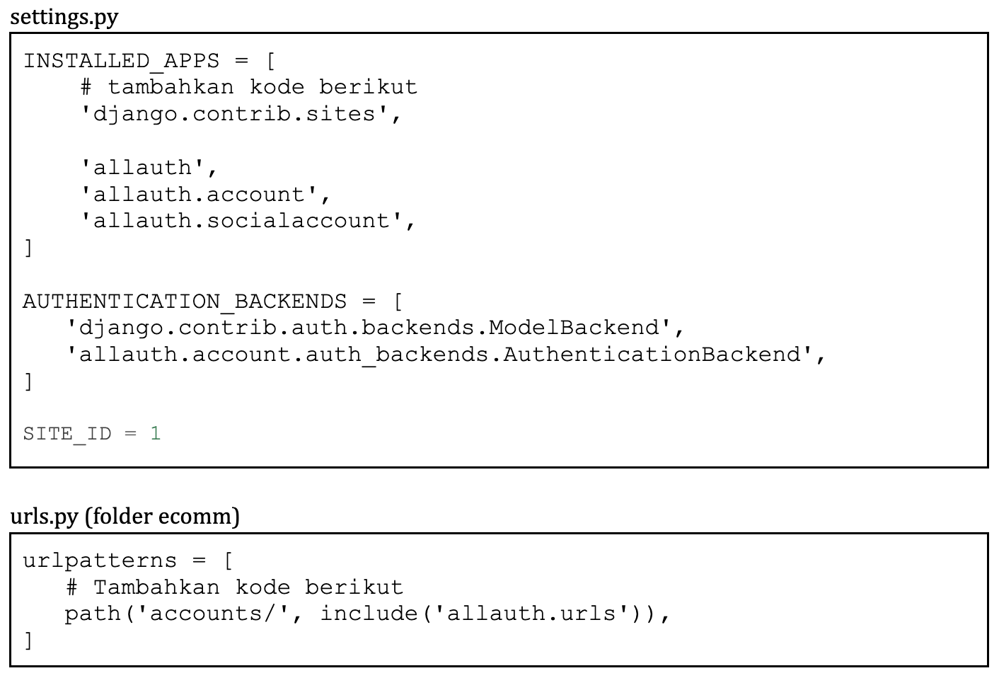 settings.py
INSTALLED_APPS = [
    # tambahkan kode berikut
    'django.contrib.sites',

    'allauth',
    'allauth.account',
    'allauth.socialaccount',
]

AUTHENTICATION_BACKENDS = [
   'django.contrib.auth.backends.ModelBackend',
   'allauth.account.auth_backends.AuthenticationBackend',
]

SITE_ID = 1

urls.py (folder ecomm)
urlpatterns = [
   # Tambahkan kode berikut
   path('accounts/', include('allauth.urls')),
]